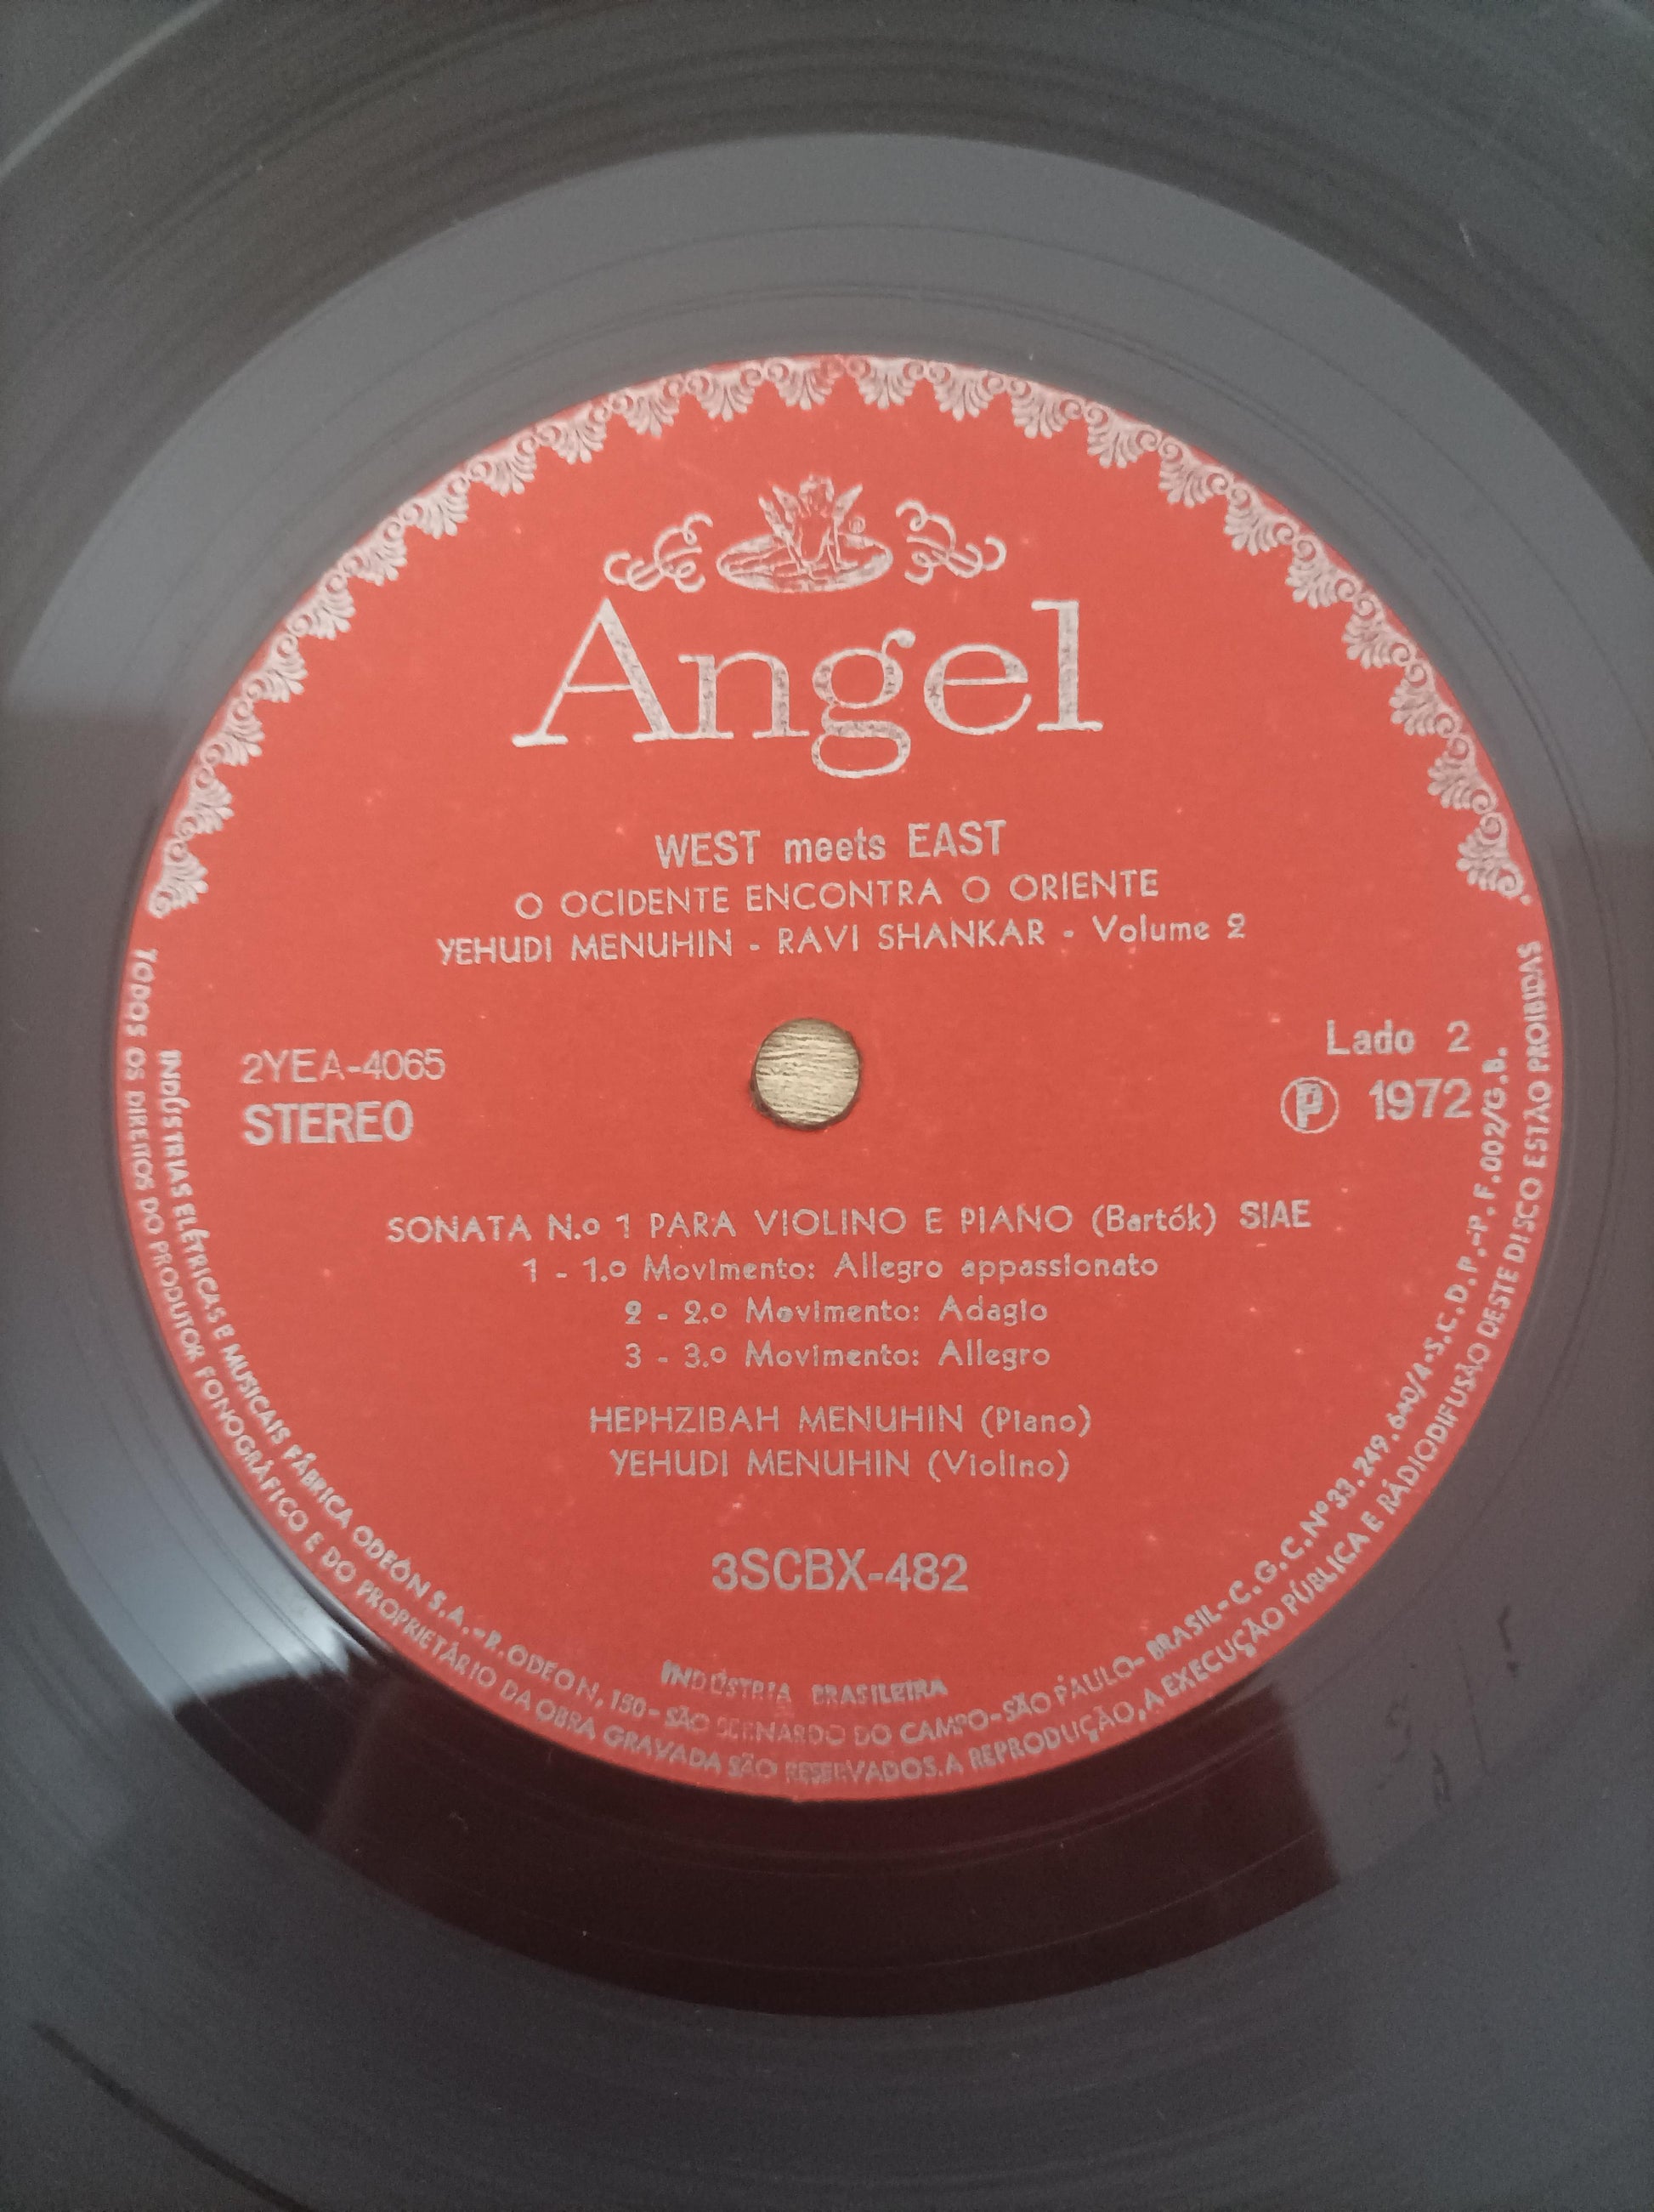 Angel
WEST meets EAST
O OCIDENTE ENCONTRA O ORIENTE
YEHUDI MENUHIN - RAVI SHANKAR - Volume 2
2YEA-4065
STEREO
Lado 2
Ⓟ 1972
SONATA N.º 1 PARA VIOLINO E PIANO (Bartók) SIAE
1 - 1.º Movimento: Allegro appassionato
2 - 2.º Movimento: Adagio
3 - 3.º Movimento: Allegro
HEPHZIBAH MENUHIN (Piano)
YEHUDI MENUHIN (Violino)
3SCBX-482
INDÚSTRIA BRASILEIRA
INDÚSTRIAS ELÉTRICAS E MUSICAIS FÁBRICA ODEON S.A.-R. ODEON, 150-SÃO BERNARDO DO CAMPO-SÃO PAULO-BRASIL-C.G.C.Nº33.249.640/4-S.C.D.P.-P.F.002/G.B.
TODOS OS DIREITOS DO PRODUTOR FONOGRÁFICO E DO PROPRIETÁRIO DA OBRA GRAVADA SÃO RESERVADOS. A REPRODUÇÃO, A EXECUÇÃO PÚBLICA E RÁDIODIFUSÃO DESTE DISCO ESTÃO PROIBIDAS